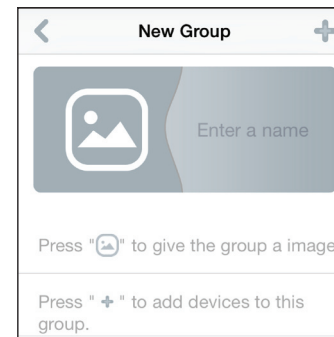 New Group
Enter a name
Press "" to give the group a image
Press " + " to add devices to this
group.